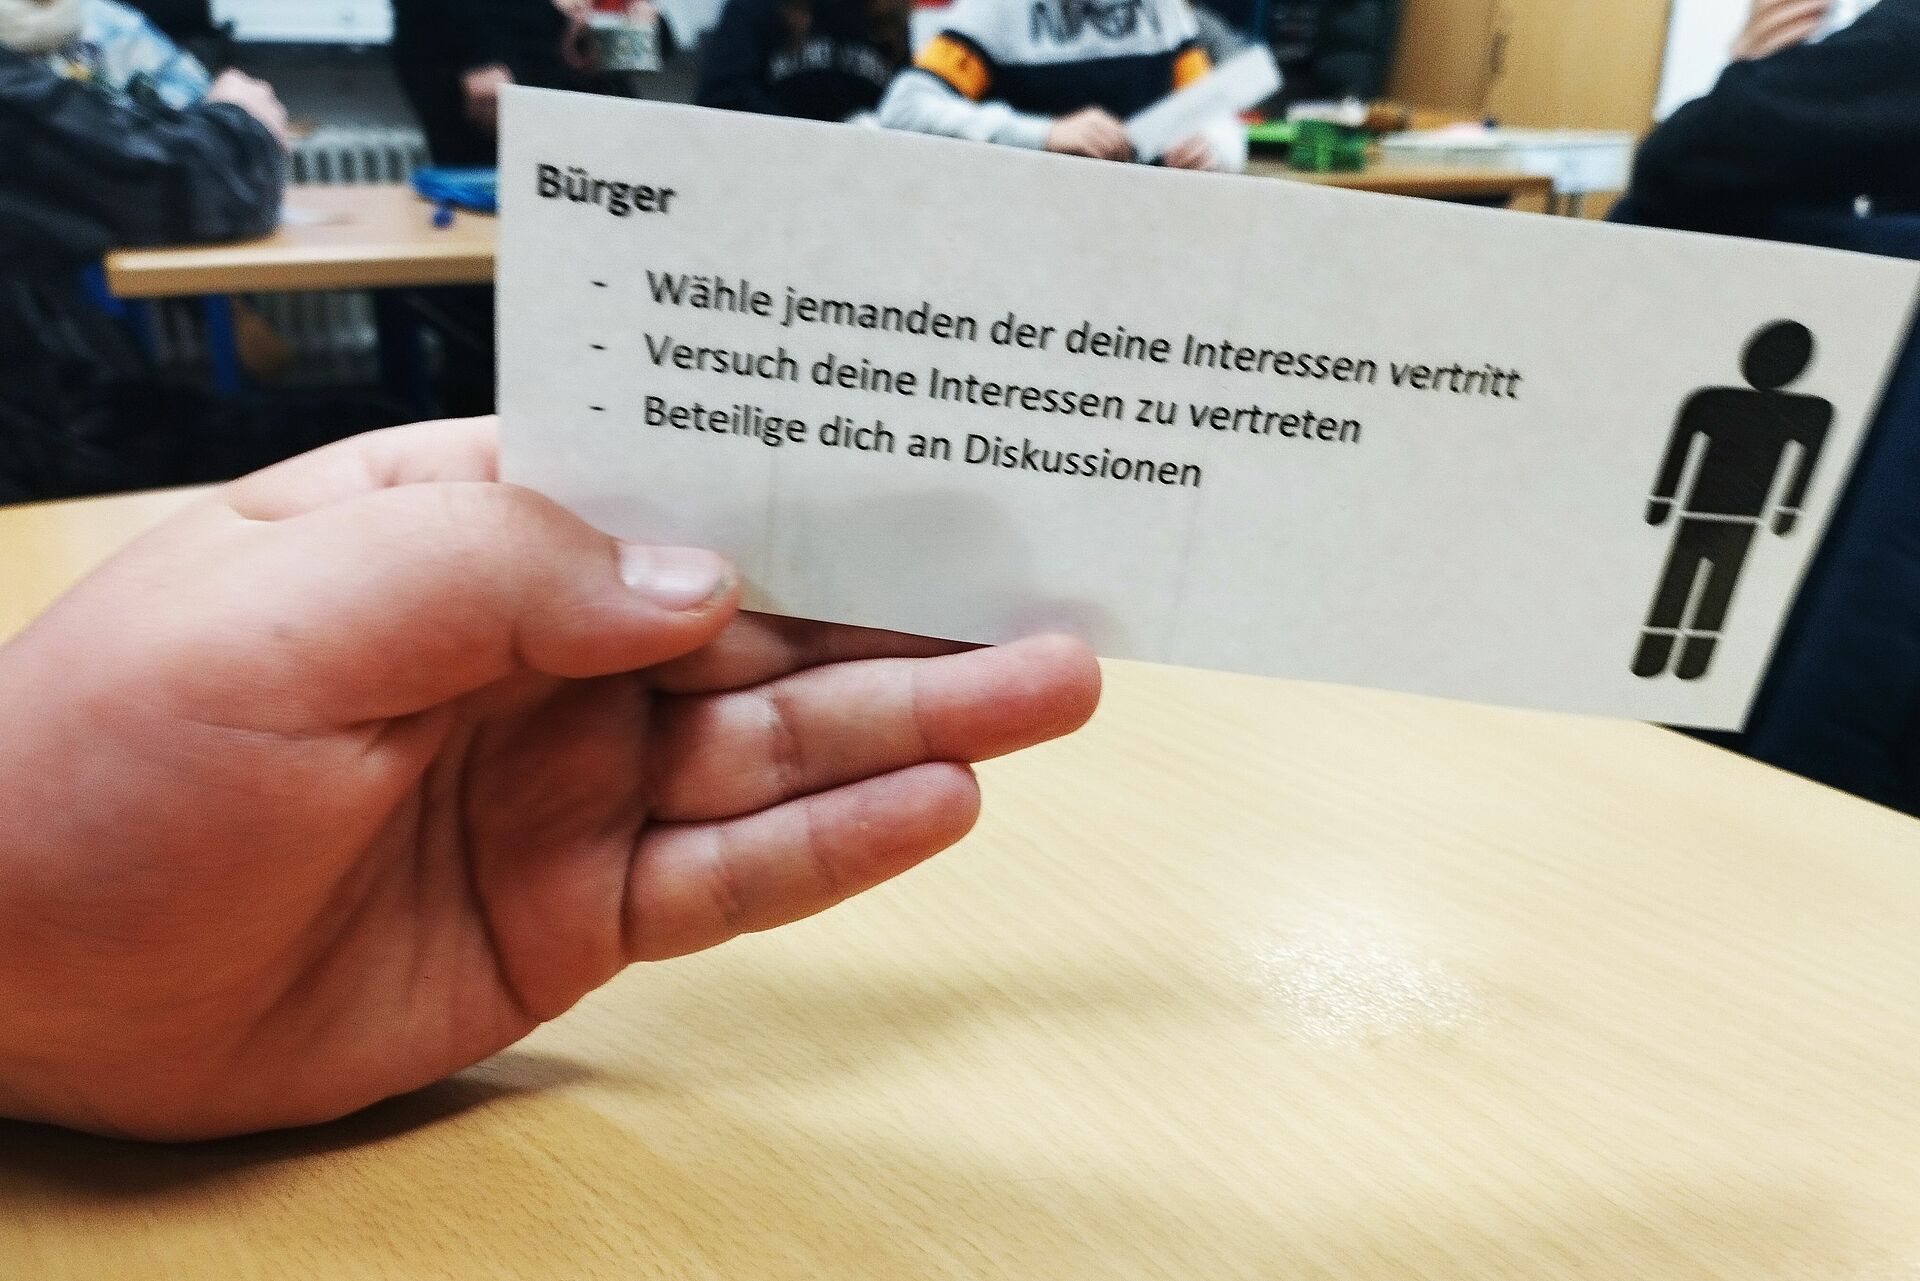 Bürger
- Wähle jemanden der deine Interessen vertritt
- Versuch deine Interessen zu vertreten
- Beteilige dich an Diskussionen